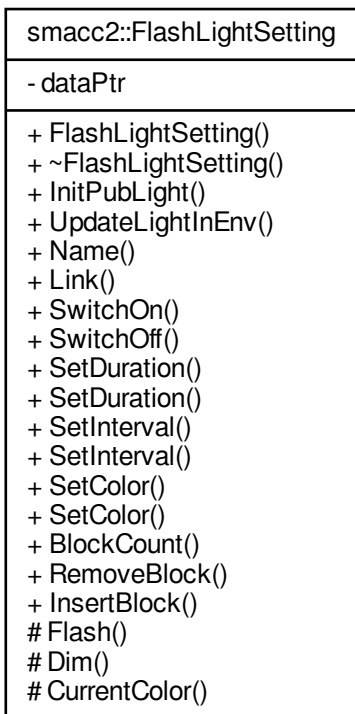 smacc2::FlashLightSetting
- dataPtr
+ FlashLightSetting()
+ ~FlashLightSetting()
+ InitPubLight()
+ UpdateLightInEnv()
+ Name()
+ Link()
+ SwitchOn()
+ SwitchOff()
+ SetDuration()
+ SetDuration()
+ SetInterval()
+ SetInterval()
+ SetColor()
+ SetColor()
+ BlockCount()
+ RemoveBlock()
+ InsertBlock()
# Flash()
# Dim()
# CurrentColor()